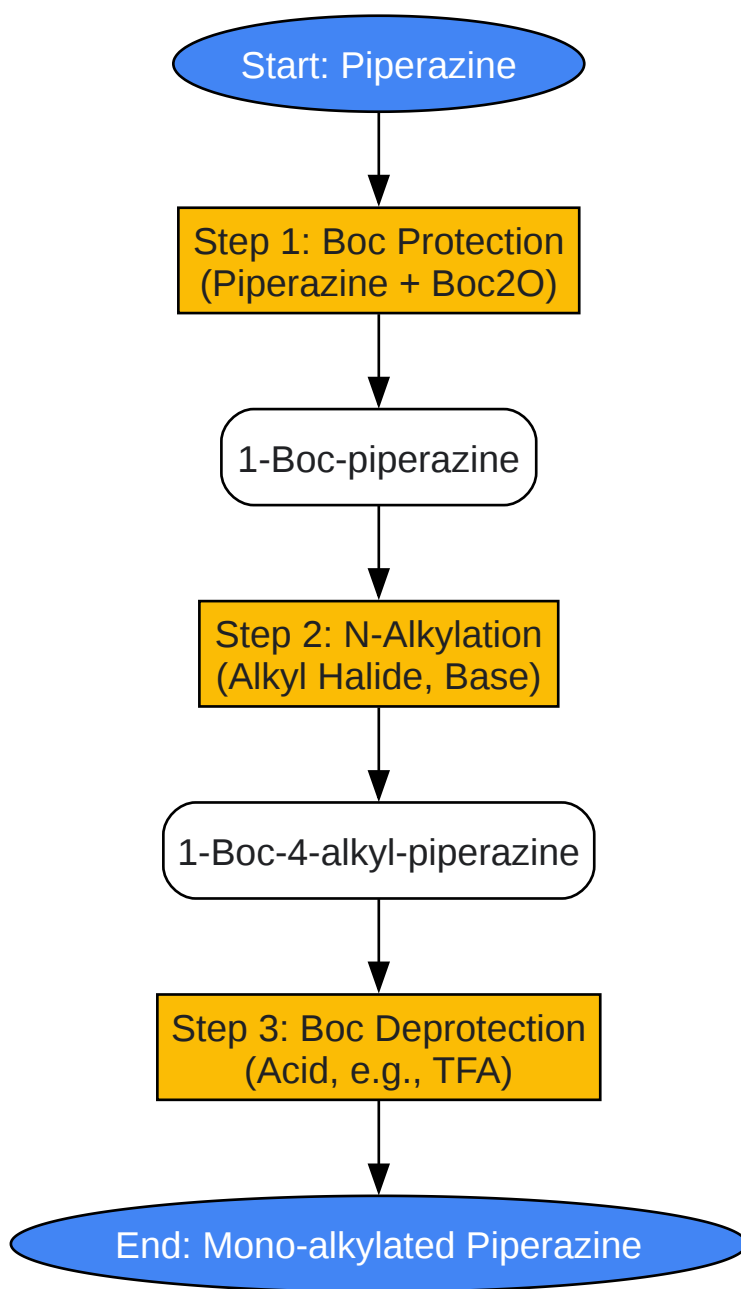 Start: Piperazine
Step 1: Boc Protection
(Piperazine + Boc2O)
1-Boc-piperazine
Step 2: N-Alkylation
(Alkyl Halide, Base)
1-Boc-4-alkyl-piperazine
Step 3: Boc Deprotection
(Acid, e.g., TFA)
End: Mono-alkylated Piperazine